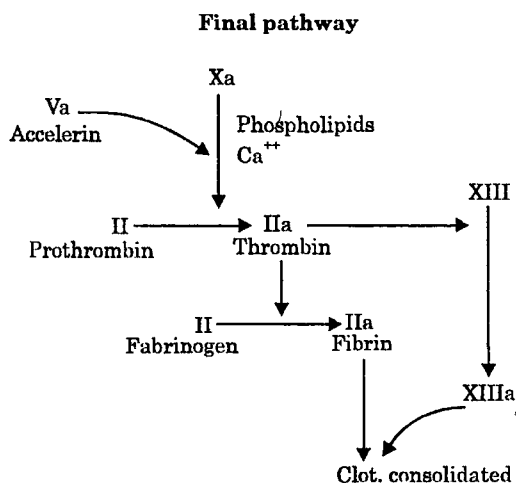 Final pathway
Xa
Va
Accelerin
Phospholipids
Ca++
XIII
II
Prothrombin
IIa
Thrombin
II
Fabrinogen
IIa
Fibrin
XIIIa
Clot. consolidated